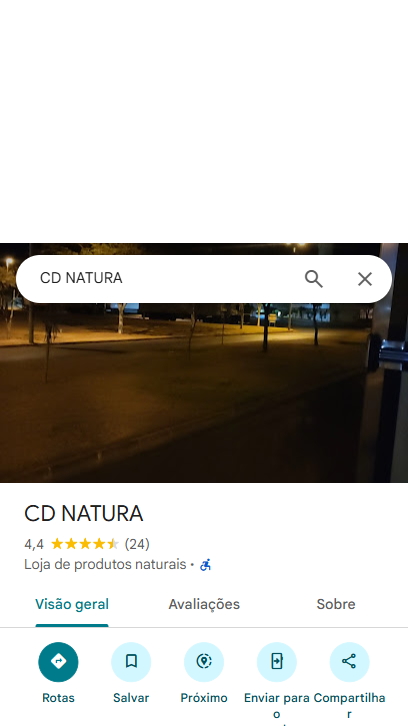 CD NATURA
CD NATURA
4,4 (24)
Loja de produtos naturais ·
Visão geral Avaliações Sobre
Rotas Salvar Próximo Enviar para Compartilha
o r